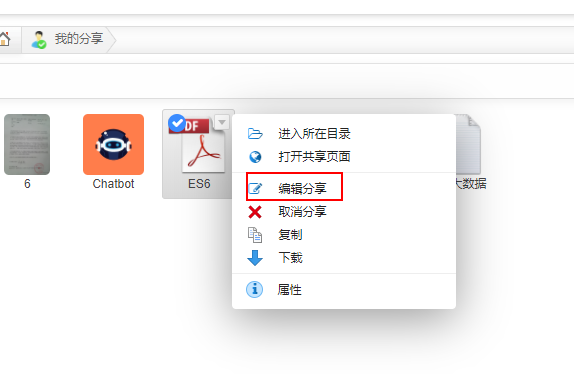 我的分享
6
Chatbot
ES6
大数据
PDF
进入所在目录
打开共享页面
编辑分享
取消分享
复制
下载
属性